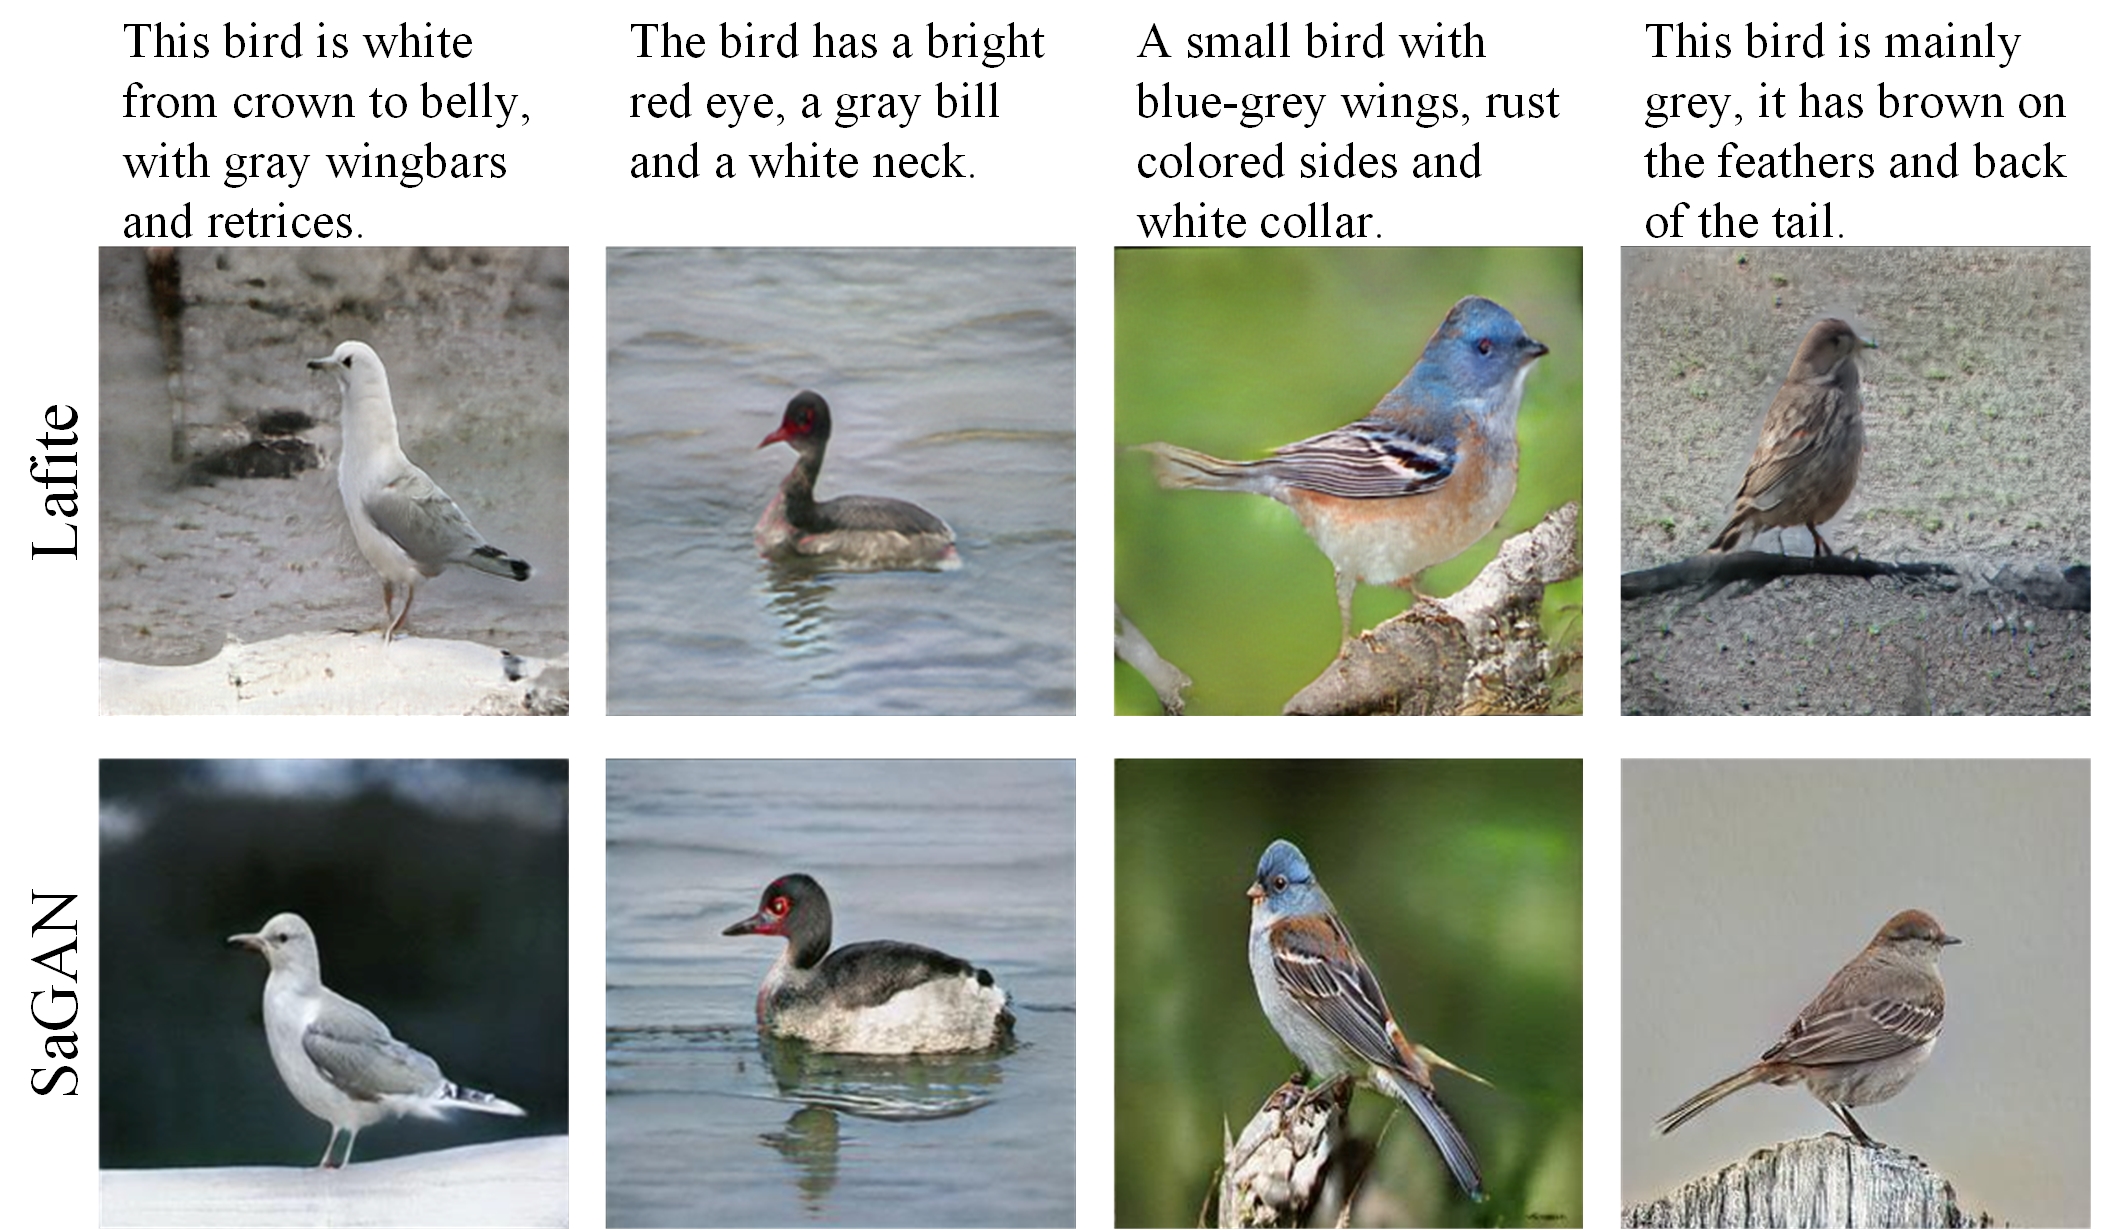 This bird is white
from crown to belly,
with gray wingbars
and retrices.
The bird has a bright
red eye, a gray bill
and a white neck.
A small bird with
blue-grey wings, rust
colored sides and
white collar.
This bird is mainly
grey, it has brown on
the feathers and back
of the tail.
Lafite
SaGAN